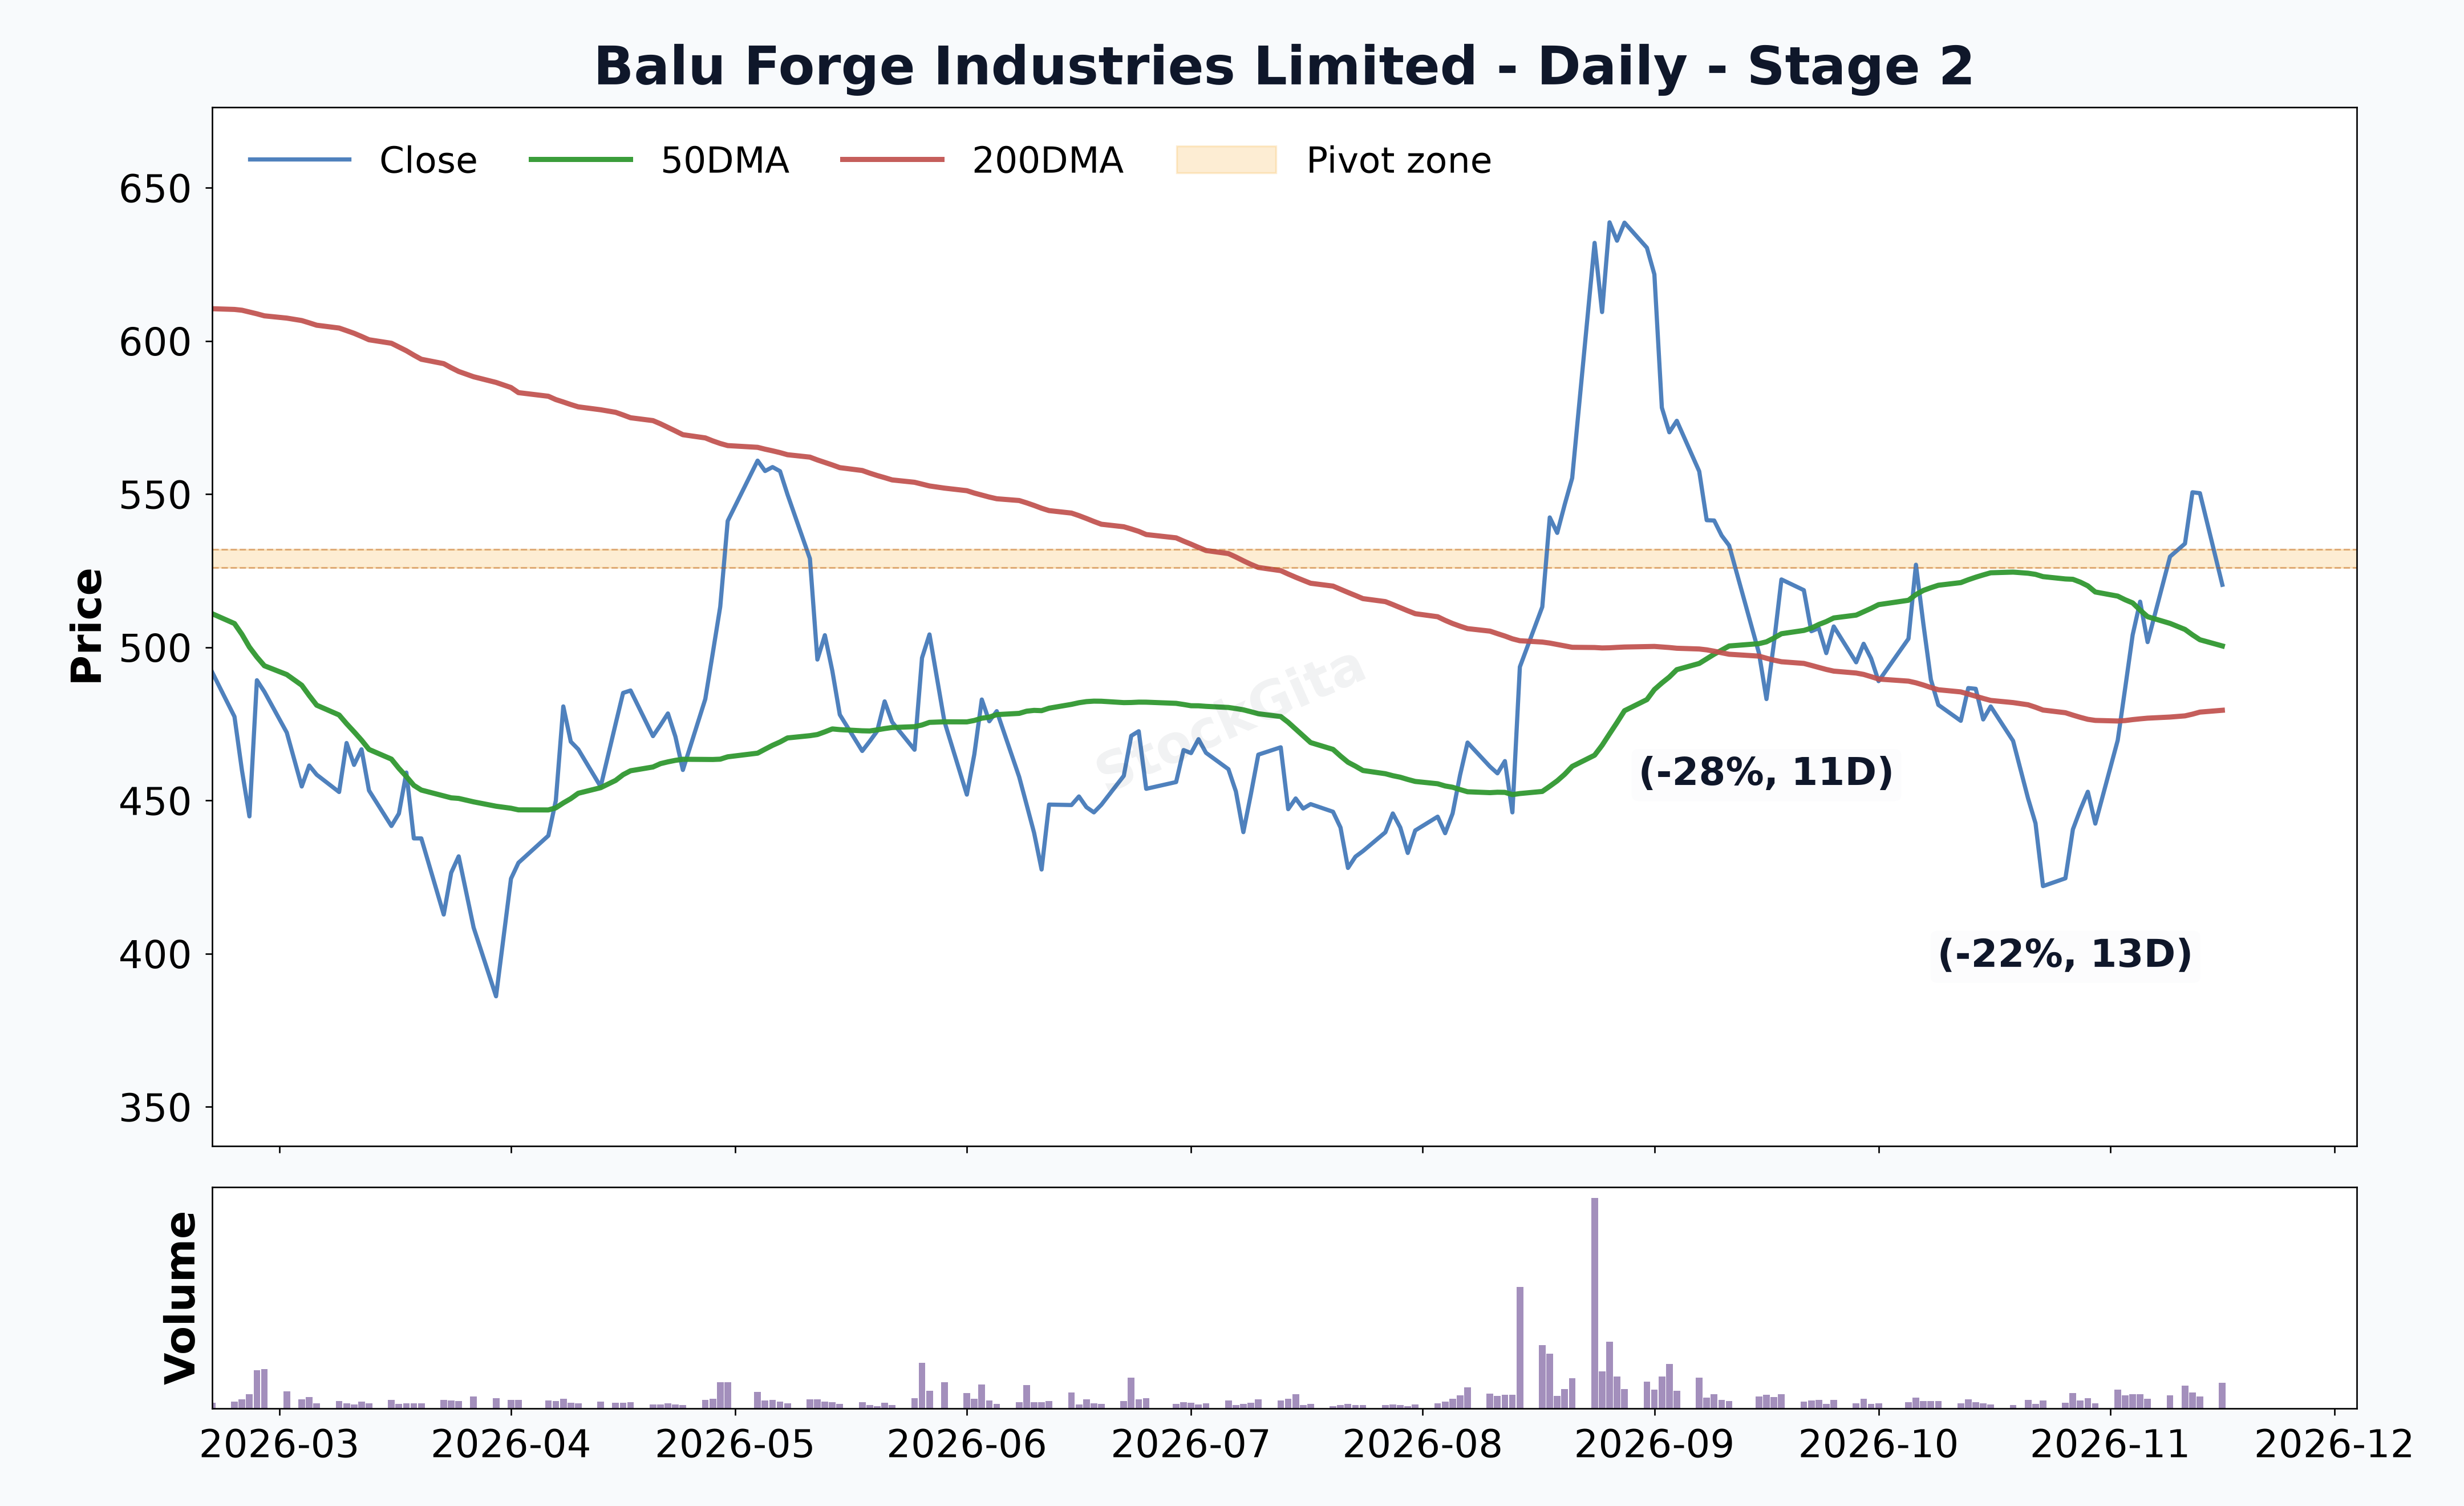 Balu Forge Industries Limited - Daily - Stage 2
Close
50DMA
200DMA
Pivot zone
Price
650
600
550
500
450
400
350
StockGita
(-28%, 11D)
(-22%, 13D)
Volume
2026-03
2026-04
2026-05
2026-06
2026-07
2026-08
2026-09
2026-10
2026-11
2026-12